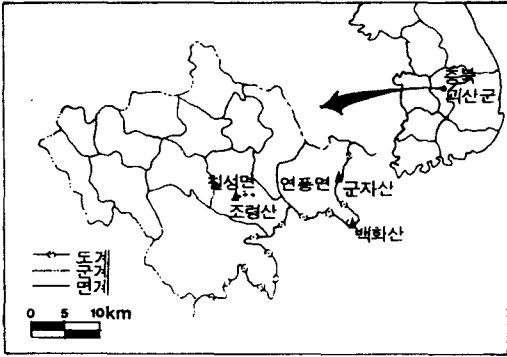 충북
괴산군
칠성면
연풍면
군자산
조령산
백화산
도계
군계
면계
0 5 10km